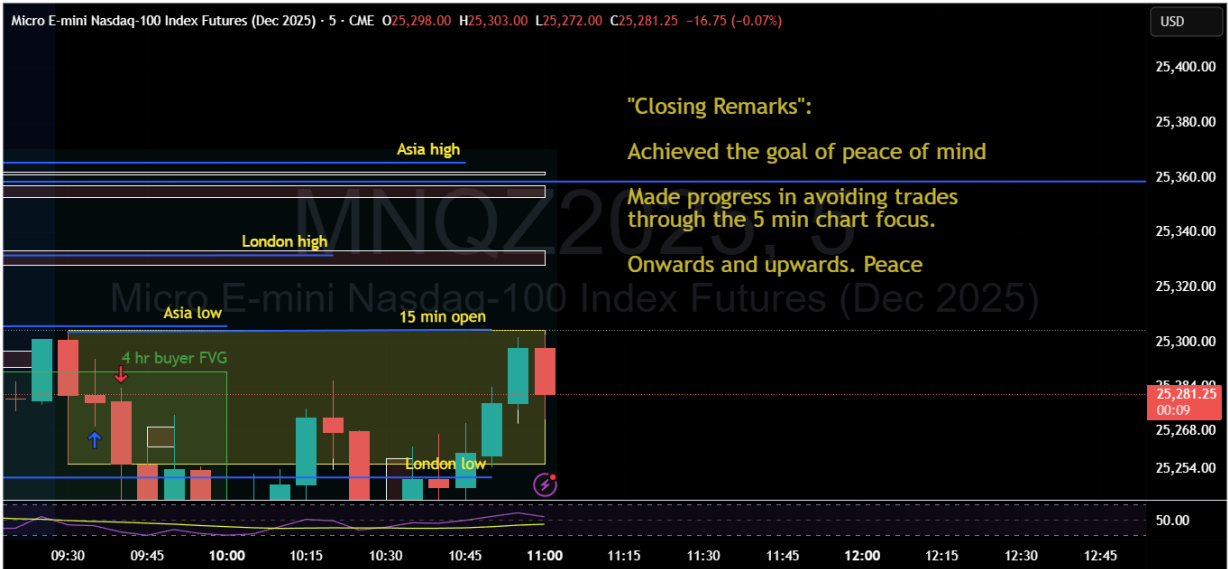 Micro E-mini Nasdaq-100 Index Futures (Dec 2025) · 5 · CME O25,298.00 H25,303.00 L25,272.00 C25,281.25 −16.75 (−0.07%)
USD
25,400.00
"Closing Remarks":
25,380.00
Asia high
Achieved the goal of peace of mind
25,360.00
Made progress in avoiding trades
through the 5 min chart focus.
MNQZ2025, 5
London high
25,340.00
Onwards and upwards. Peace
25,320.00
Micro E-mini Nasdaq-100 Index Futures (Dec 2025)
Asia low
15 min open
25,300.00
4 hr buyer FVG
25,284.00
25,281.25
00:09
25,268.00
London low
25,254.00
50.00
09:30 09:45 10:00 10:15 10:30 10:45 11:00 11:15 11:30 11:45 12:00 12:15 12:30 12:45